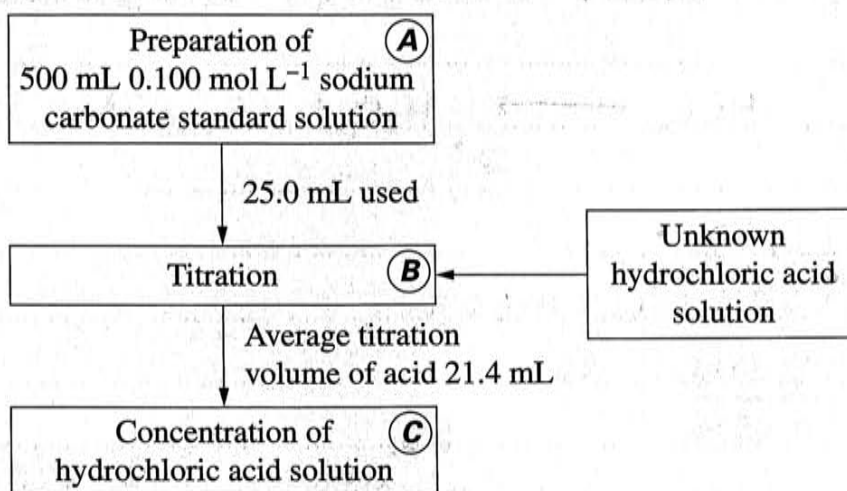 Preparation of
A
500 mL 0.100 mol L⁻¹ sodium
carbonate standard solution
25.0 mL used
Titration
B
Unknown
hydrochloric acid
solution
Average titration
volume of acid 21.4 mL
Concentration of
C
hydrochloric acid solution